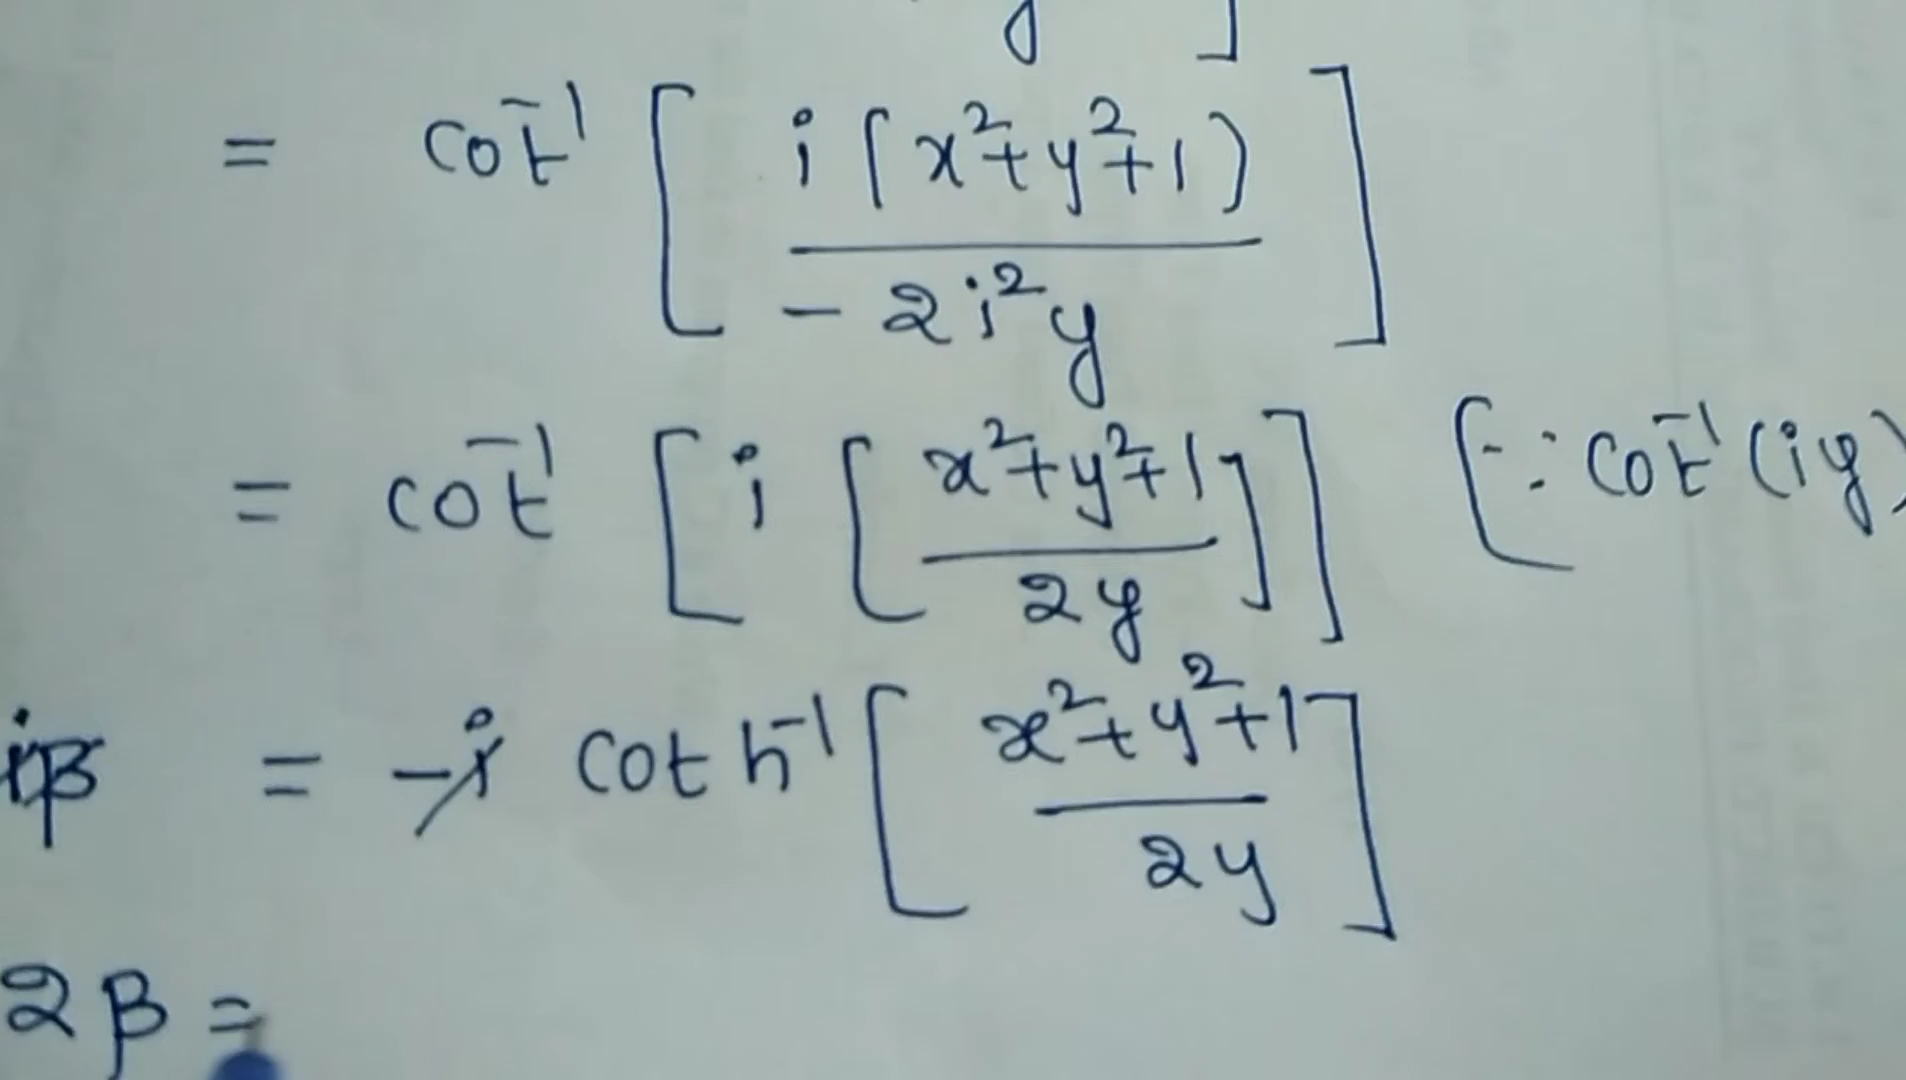 y ]
= cot⁻¹ [ i (x²+y²+1) / -2i²y ]
= cot⁻¹ [ i [ x²+y²+1 / 2y ] ] [∵ cot⁻¹(iy)
iβ = -i coth⁻¹ [ x²+y²+1 / 2y ]
2β =